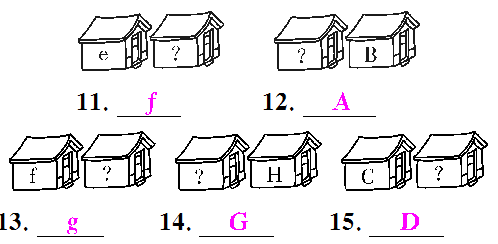 e ? ? B
11. f 12. A
f ? ? H C ?
13. g 14. G 15. D